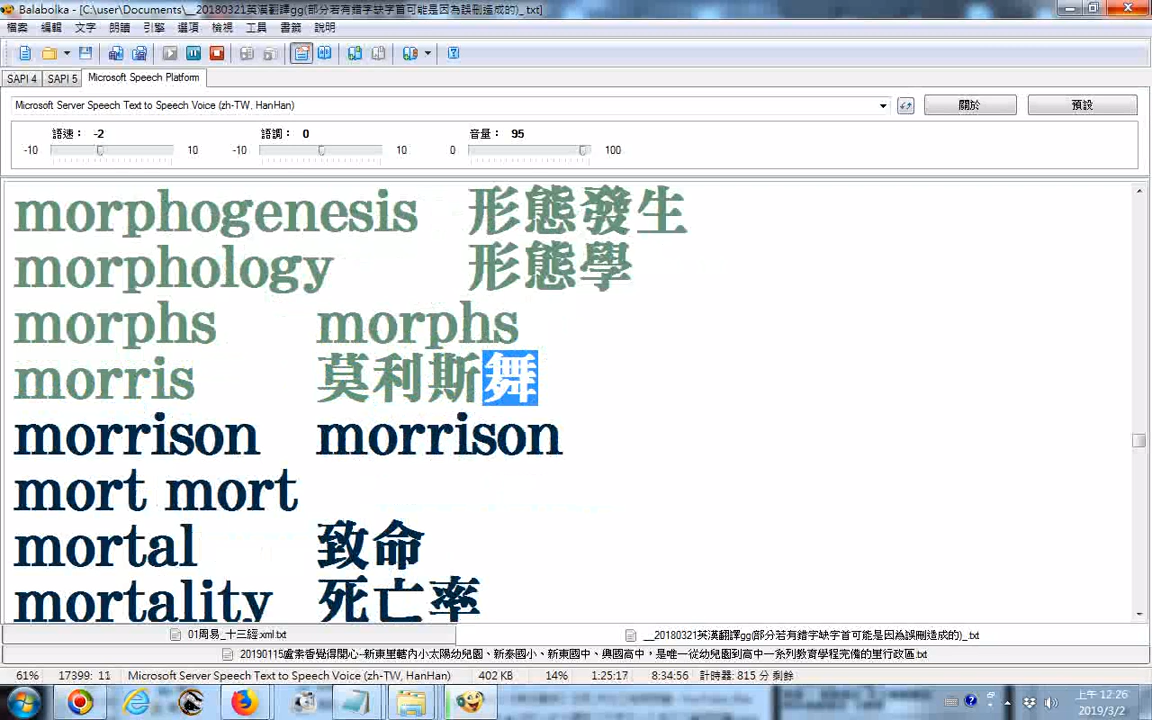 Balabolka - [C:\user\Documents\__20180321英漢翻譯gg(部分若有錯字缺字首可能是因為誤刪造成的)_.txt]
檔案 編輯 文字 朗讀 引擎 選項 檢視 工具 書籤 說明
SAPI 4 SAPI 5 Microsoft Speech Platform
Microsoft Server Speech Text to Speech Voice (zh-TW, HanHan) 關於 預設
語速： -2 語調： 0 音量： 95
-10 10 -10 10 0 100
morphogenesis 形態發生
morphology 形態學
morphs morphs
morris 莫利斯舞
morrison morrison
mort mort
mortal 致命
mortality 死亡率
01周易_十三經.xml.txt __20180321英漢翻譯gg(部分若有錯字缺字首可能是因為誤刪造成的)_.txt
20190115盧素香覺得開心-新東里轄內小太陽幼兒園、新泰國小、新東國中、興國高中，是唯一從幼兒園到高中一系列教育學程完備的里行政區.txt
61% 17399: 11 Microsoft Server Speech Text to Speech Voice (zh-TW, HanHan) 402 KB 14% 1:25:17 8:34:56 計時器: 815 分 剩餘
上午 12:26
2019/3/2